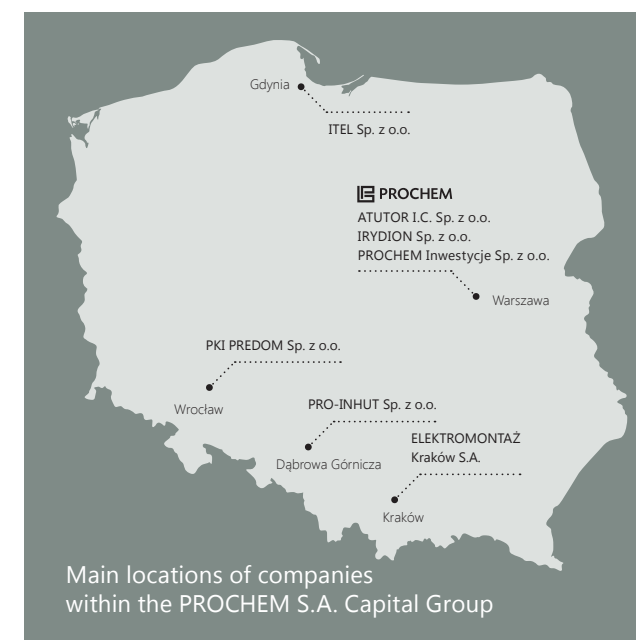 Gdynia
ITEL Sp. z o.o.
PROCHEM
ATUTOR I.C. Sp. z o.o.
IRYDION Sp. z o.o.
PROCHEM Inwestycje Sp. z o.o.
Warszawa
PKI PREDOM Sp. z o.o.
Wrocław
PRO-INHUT Sp. z o.o.
Dąbrowa Górnicza
ELEKTROMONTAŻ
Kraków S.A.
Kraków
Main locations of companies
within the PROCHEM S.A. Capital Group